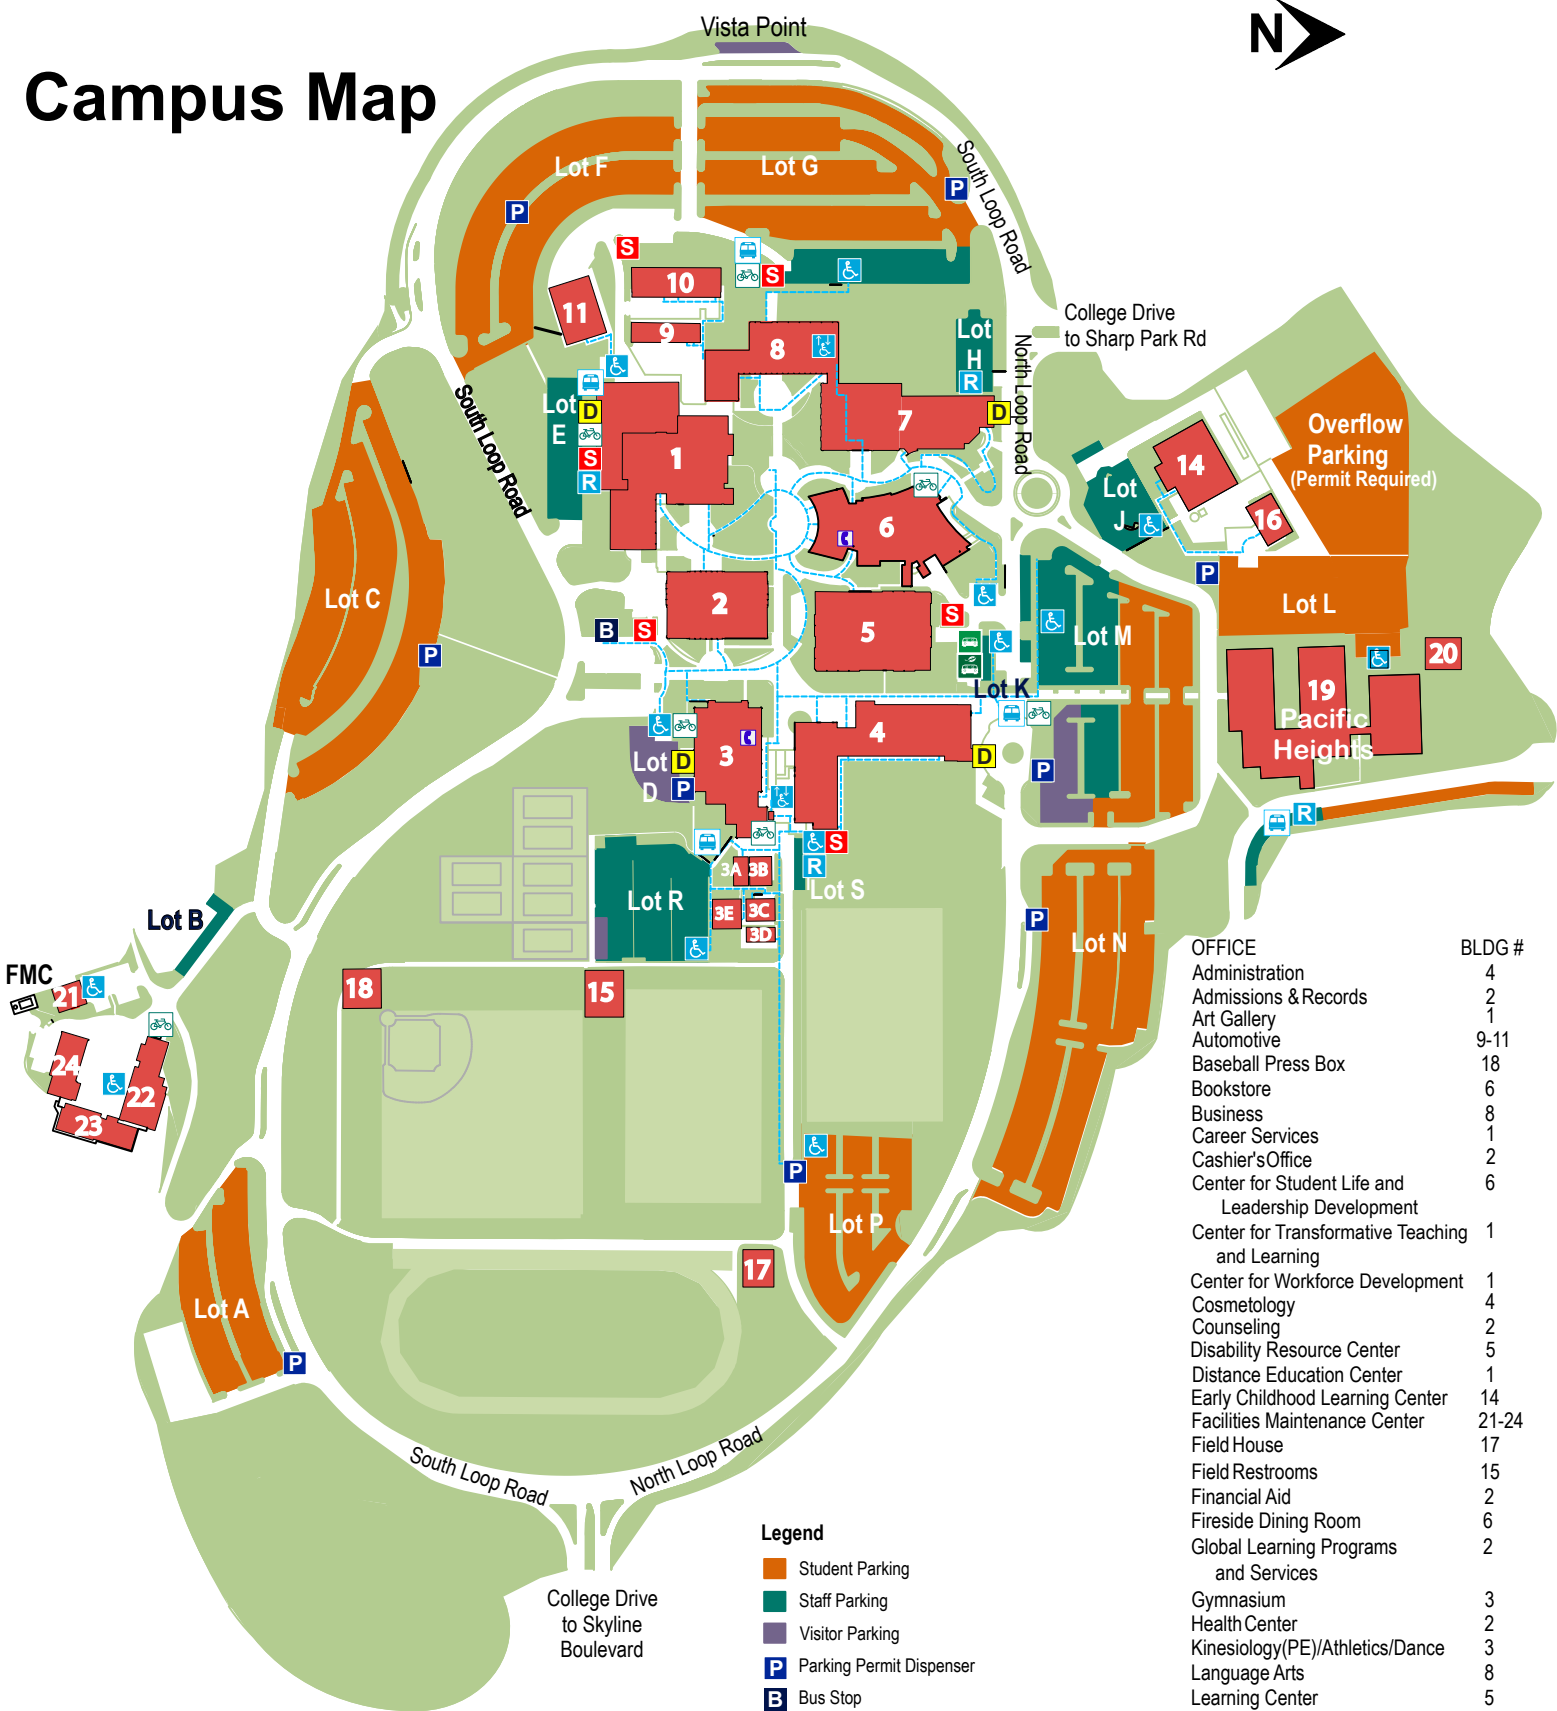 Vista Point
N
Campus Map
South Loop Road
Lot F
Lot G
P
P
S
S
10
11
9
8
College Drive
to Sharp Park Rd
Lot
H
R
North Loop Road
D
7
Lot
E
D
S
R
1
South Loop Road
Overflow
Parking
(Permit Required)
14
16
Lot
J
6
P
Lot C
2
5
B
S
S
Lot M
Lot L
P
20
Lot K
19
Pacific
Heights
3
4
Lot
D
D
P
D
P
R
S
R
3A
3B
Lot S
Lot R
3E
3C
3D
P
Lot N
Lot B
FMC
21
18
15
24
22
23
P
Lot P
17
Lot A
P
South Loop Road
North Loop Road
College Drive
to Skyline
Boulevard
Legend
Student Parking
Staff Parking
Visitor Parking
P Parking Permit Dispenser
B Bus Stop
OFFICE BLDG #
Administration 4
Admissions & Records 2
Art Gallery 1
Automotive 9-11
Baseball Press Box 18
Bookstore 6
Business 8
Career Services 1
Cashier's Office 2
Center for Student Life and 6
Leadership Development
Center for Transformative Teaching 1
and Learning
Center for Workforce Development 1
Cosmetology 4
Counseling 2
Disability Resource Center 5
Distance Education Center 1
Early Childhood Learning Center 14
Facilities Maintenance Center 21-24
Field House 17
Field Restrooms 15
Financial Aid 2
Fireside Dining Room 6
Global Learning Programs 2
and Services
Gymnasium 3
Health Center 2
Kinesiology(PE)/Athletics/Dance 3
Language Arts 8
Learning Center 5